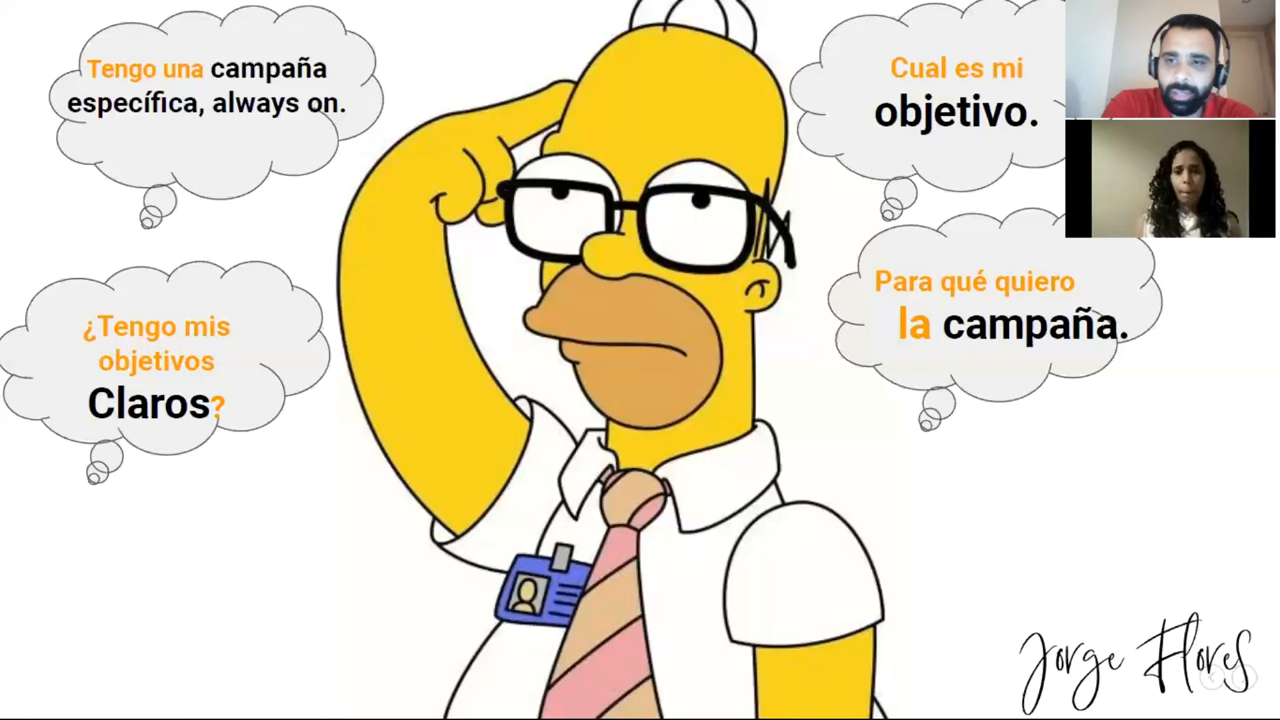 Tengo una campaña
específica, always on.
Cual es mi
objetivo.
¿Tengo mis
objetivos
Claros?
Para qué quiero
la campaña.
Jorge Flores